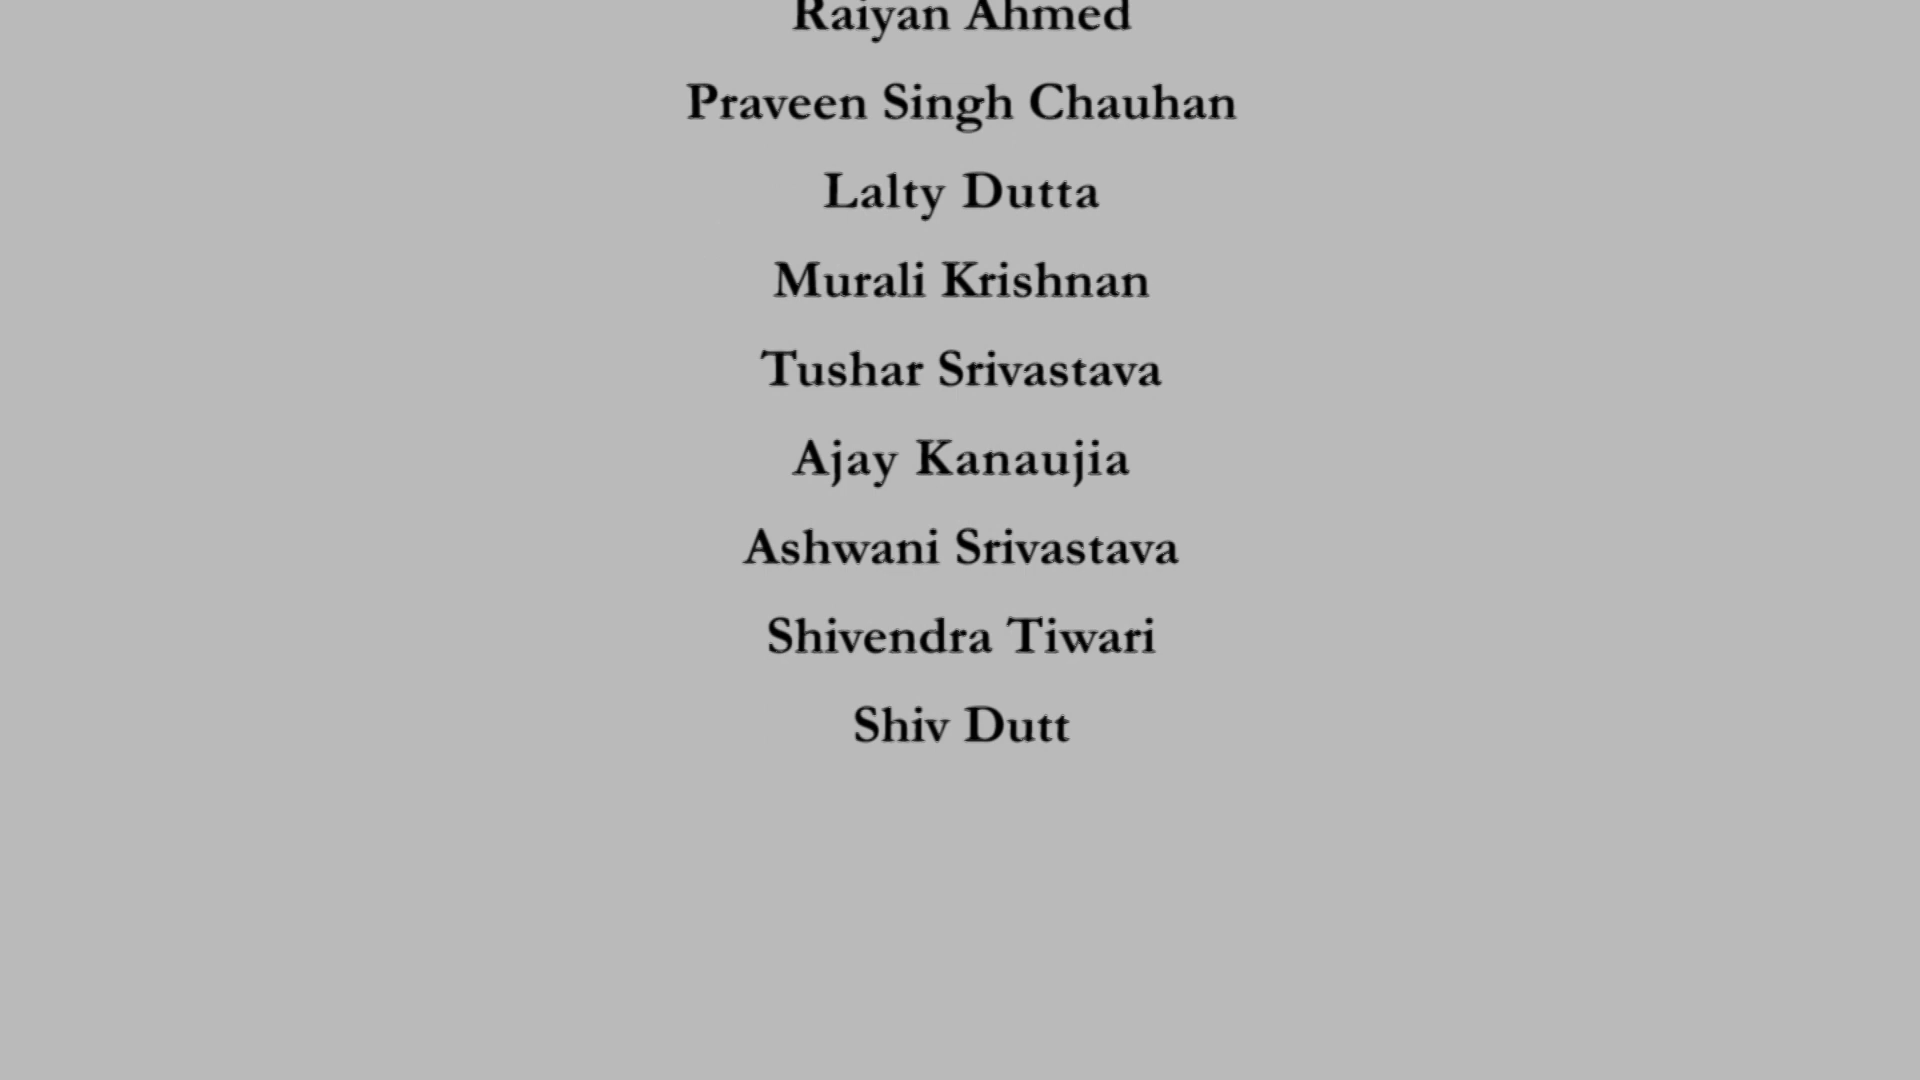 Raiyan Ahmed
Praveen Singh Chauhan
Lalty Dutta
Murali Krishnan
Tushar Srivastava
Ajay Kanaujia
Ashwani Srivastava
Shivendra Tiwari
Shiv Dutt